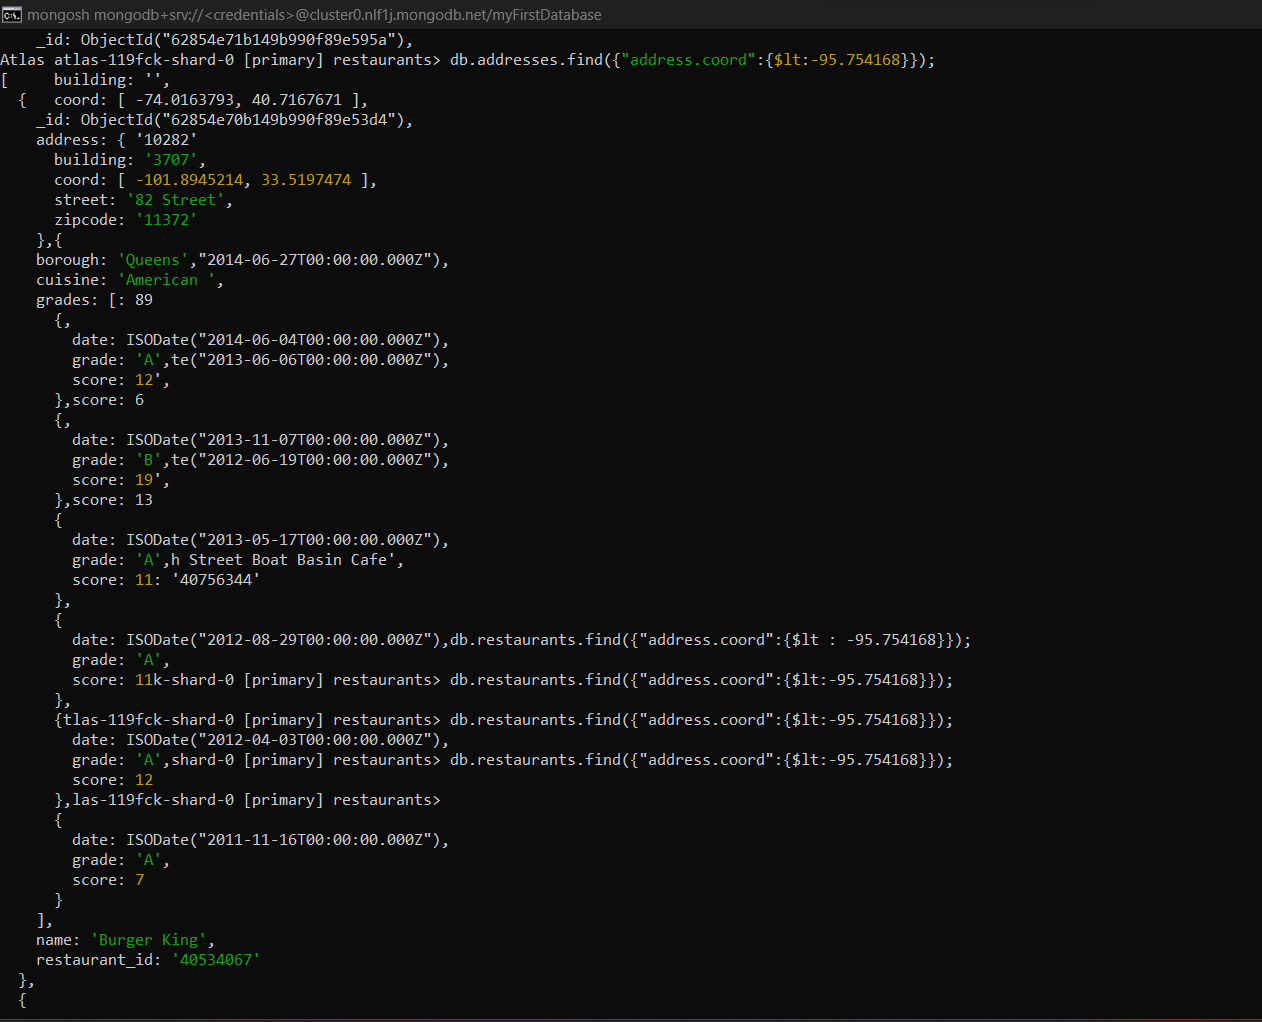 mongosh mongodb+srv://<credentials>@cluster0.nlf1j.mongodb.net/myFirstDatabase
    _id: ObjectId("62854e71b149b990f89e595a"),
Atlas atlas-119fck-shard-0 [primary] restaurants> db.addresses.find({"address.coord":{$lt:-95.754168}});
[     building: '',
  {   coord: [ -74.0163793, 40.7167671 ],
    _id: ObjectId("62854e70b149b990f89e53d4"),
    address: { '10282'
      building: '3707',
      coord: [ -101.8945214, 33.5197474 ],
      street: '82 Street',
      zipcode: '11372'
    },{
    borough: 'Queens',"2014-06-27T00:00:00.000Z"),
    cuisine: 'American ',
    grades: [: 89
      {,
        date: ISODate("2014-06-04T00:00:00.000Z"),
        grade: 'A',te("2013-06-06T00:00:00.000Z"),
        score: 12',
      },score: 6
      {,
        date: ISODate("2013-11-07T00:00:00.000Z"),
        grade: 'B',te("2012-06-19T00:00:00.000Z"),
        score: 19',
      },score: 13
      {
        date: ISODate("2013-05-17T00:00:00.000Z"),
        grade: 'A',h Street Boat Basin Cafe',
        score: 11: '40756344'
      },
      {
        date: ISODate("2012-08-29T00:00:00.000Z"),db.restaurants.find({"address.coord":{$lt : -95.754168}});
        grade: 'A',
        score: 11k-shard-0 [primary] restaurants> db.restaurants.find({"address.coord":{$lt:-95.754168}});
      },
      {tlas-119fck-shard-0 [primary] restaurants> db.restaurants.find({"address.coord":{$lt:-95.754168}});
        date: ISODate("2012-04-03T00:00:00.000Z"),
        grade: 'A',shard-0 [primary] restaurants> db.restaurants.find({"address.coord":{$lt:-95.754168}});
        score: 12
      },las-119fck-shard-0 [primary] restaurants>
      {
        date: ISODate("2011-11-16T00:00:00.000Z"),
        grade: 'A',
        score: 7
      }
    ],
    name: 'Burger King',
    restaurant_id: '40534067'
  },
  {